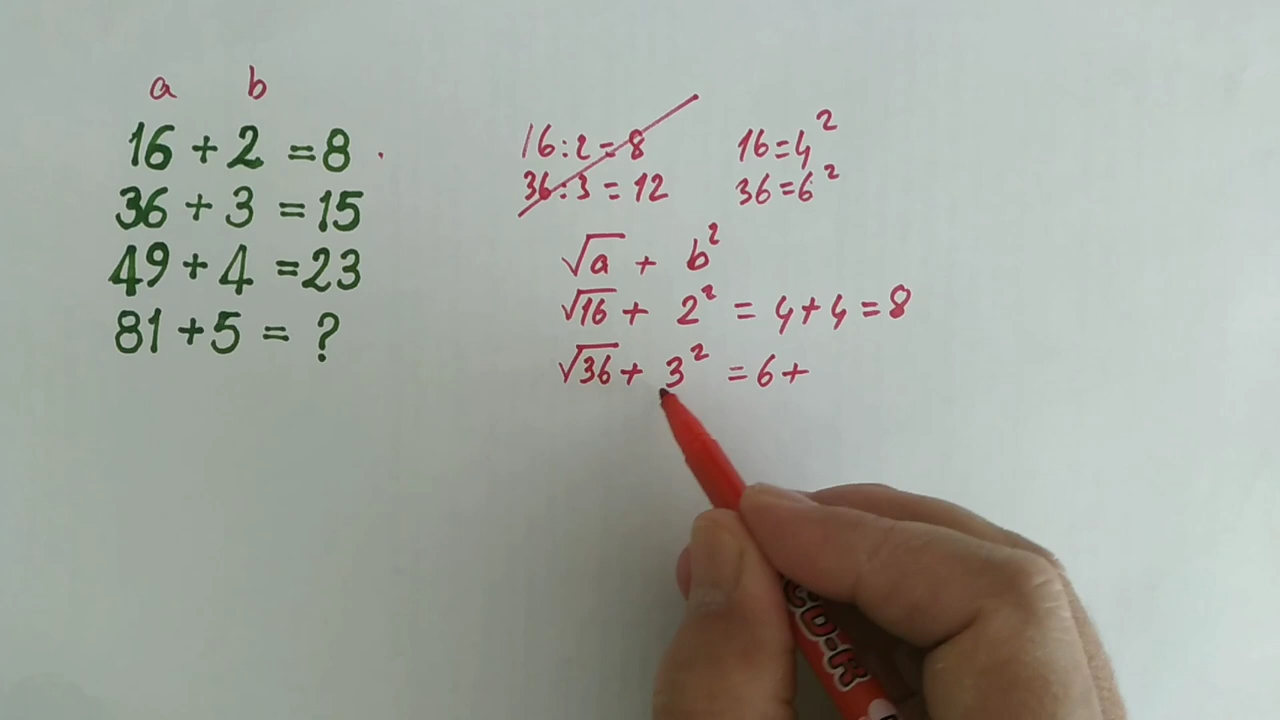 a b
16 + 2 = 8 .
36 + 3 = 15
49 + 4 = 23
81 + 5 = ?
16 : 2 = 8
36 : 3 = 12
16 = 4²
36 = 6²
√a + b²
√16 + 2² = 4 + 4 = 8
√36 + 3² = 6 +